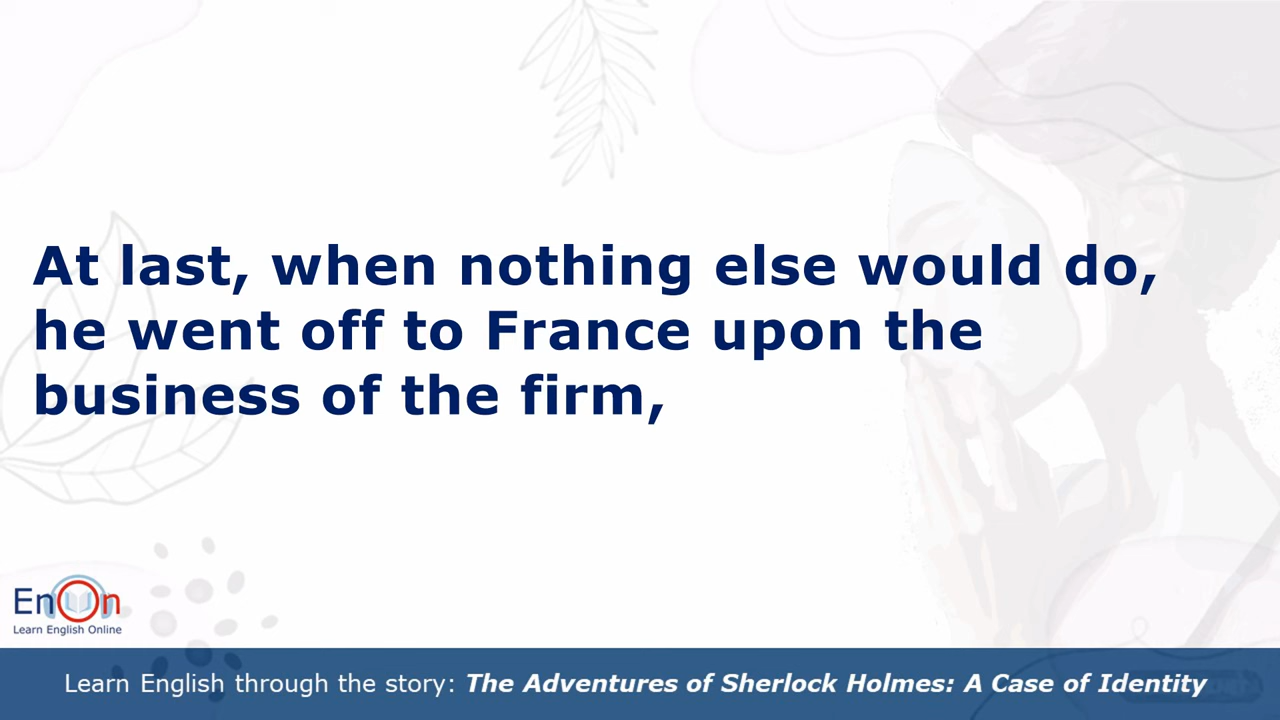 At last, when nothing else would do,
he went off to France upon the
business of the firm,
EnOn
Learn English Online
Learn English through the story: The Adventures of Sherlock Holmes: A Case of Identity